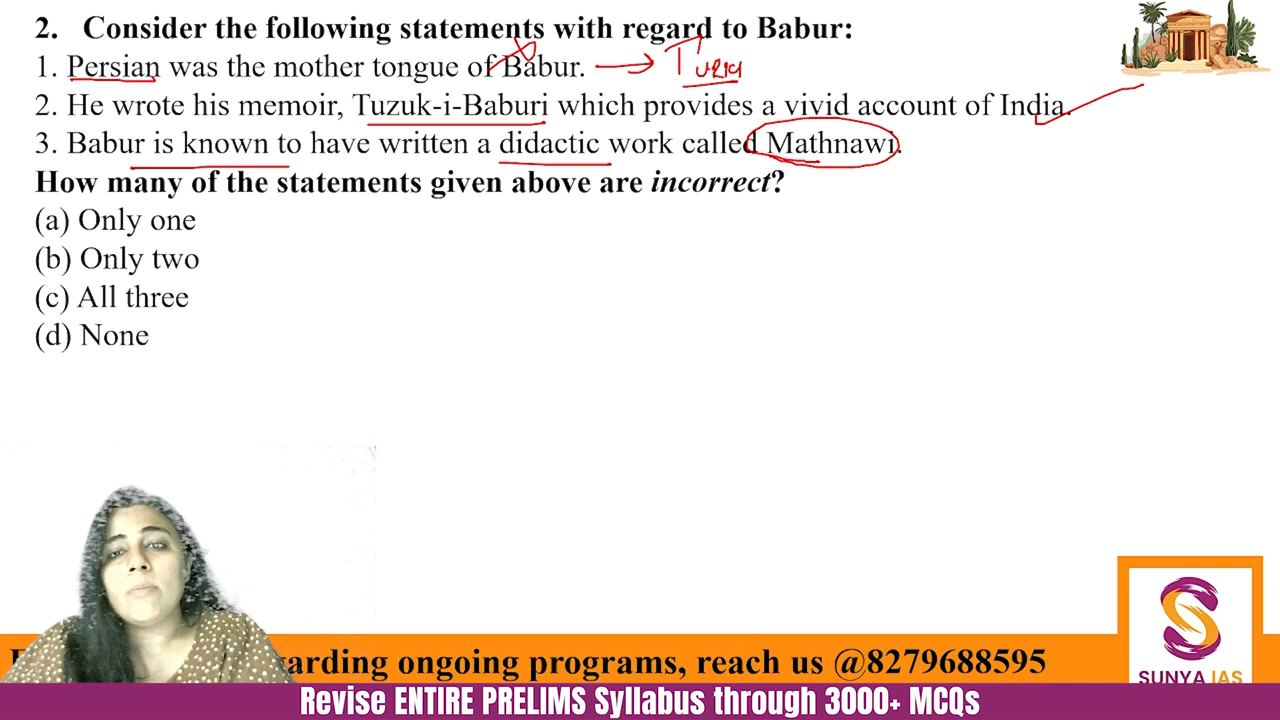 2. Consider the following statements with regard to Babur:
1. Persian was the mother tongue of Babur. → Turki
2. He wrote his memoir, Tuzuk-i-Baburi which provides a vivid account of India.
3. Babur is known to have written a didactic work called Mathnawi.
How many of the statements given above are incorrect?
(a) Only one
(b) Only two
(c) All three
(d) None
arding ongoing programs, reach us @8279688595
SUNYA IAS
Revise ENTIRE PRELIMS Syllabus through 3000+ MCQs